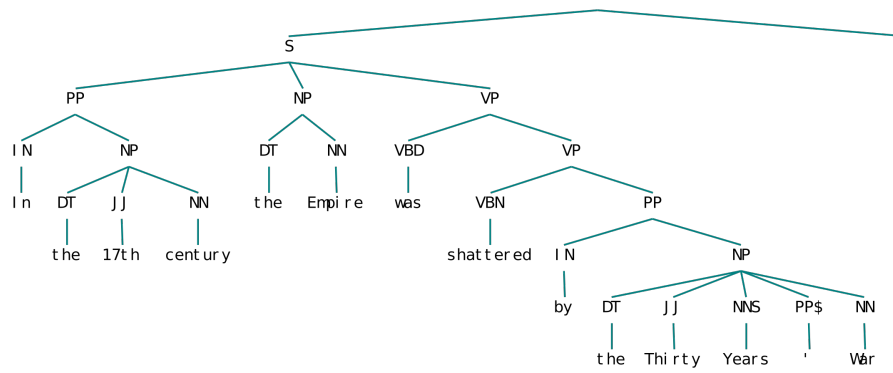 S
PP NP VP
IN NP DT NN VBD VP
In DT JJ NN the Empire was VBN PP
the 17th century shattered IN NP
by DT JJ NNS PP$ NN
the Thirty Years ' War